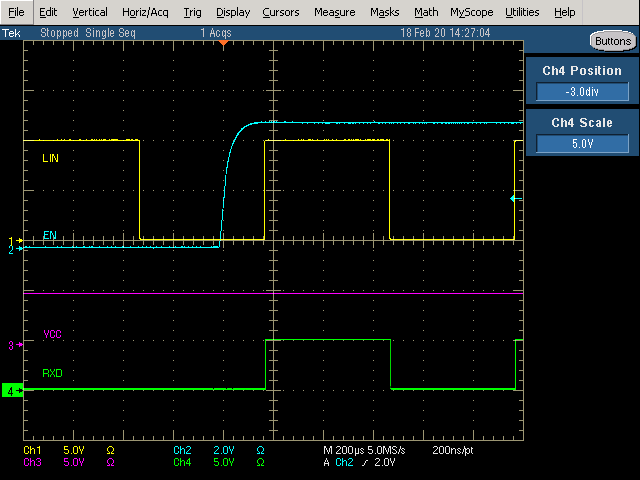 File Edit Vertical Horiz/Acq Trig Display Cursors Measure Masks Math MyScope Utilities Help
Tek Stopped Single Seq 1 Acqs 18 Feb 20 14:27:04
Buttons
Ch4 Position
-3.0div
Ch4 Scale
5.0V
LIN
EN
1
2
VCC
3
RXD
4
Ch1 5.0V Ω Ch2 2.0V Ω M 200µs 5.0MS/s 200ns/pt
Ch3 5.0V Ω Ch4 5.0V Ω A Ch2 ∕ 2.0V